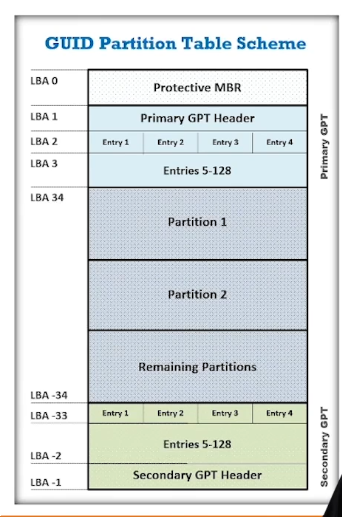 GUID Partition Table Scheme
LBA 0
Protective MBR
LBA 1
Primary GPT Header
LBA 2
Entry 1 Entry 2 Entry 3 Entry 4
LBA 3
Entries 5-128
Primary GPT
LBA 34
Partition 1
Partition 2
Remaining Partitions
LBA -34
LBA -33
Entry 1 Entry 2 Entry 3 Entry 4
Entries 5-128
LBA -2
Secondary GPT Header
LBA -1
Secondary GPT